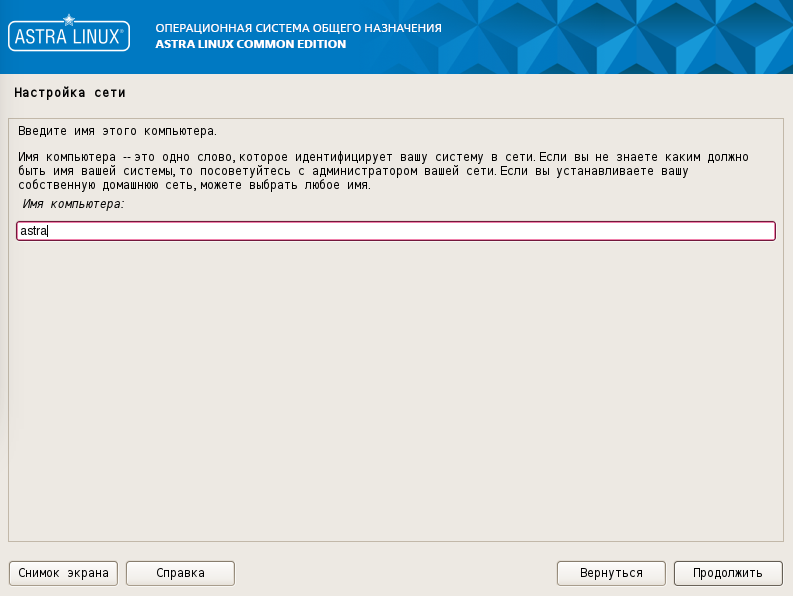 ASTRA LINUX®
ОПЕРАЦИОННАЯ СИСТЕМА ОБЩЕГО НАЗНАЧЕНИЯ
ASTRA LINUX COMMON EDITION
Настройка сети
Введите имя этого компьютера.
Имя компьютера -- это одно слово, которое идентифицирует вашу систему в сети. Если вы не знаете каким должно
быть имя вашей системы, то посоветуйтесь с администратором вашей сети. Если вы устанавливаете вашу
собственную домашнюю сеть, можете выбрать любое имя.
Имя компьютера:
astra
Снимок экрана
Справка
Вернуться
Продолжить